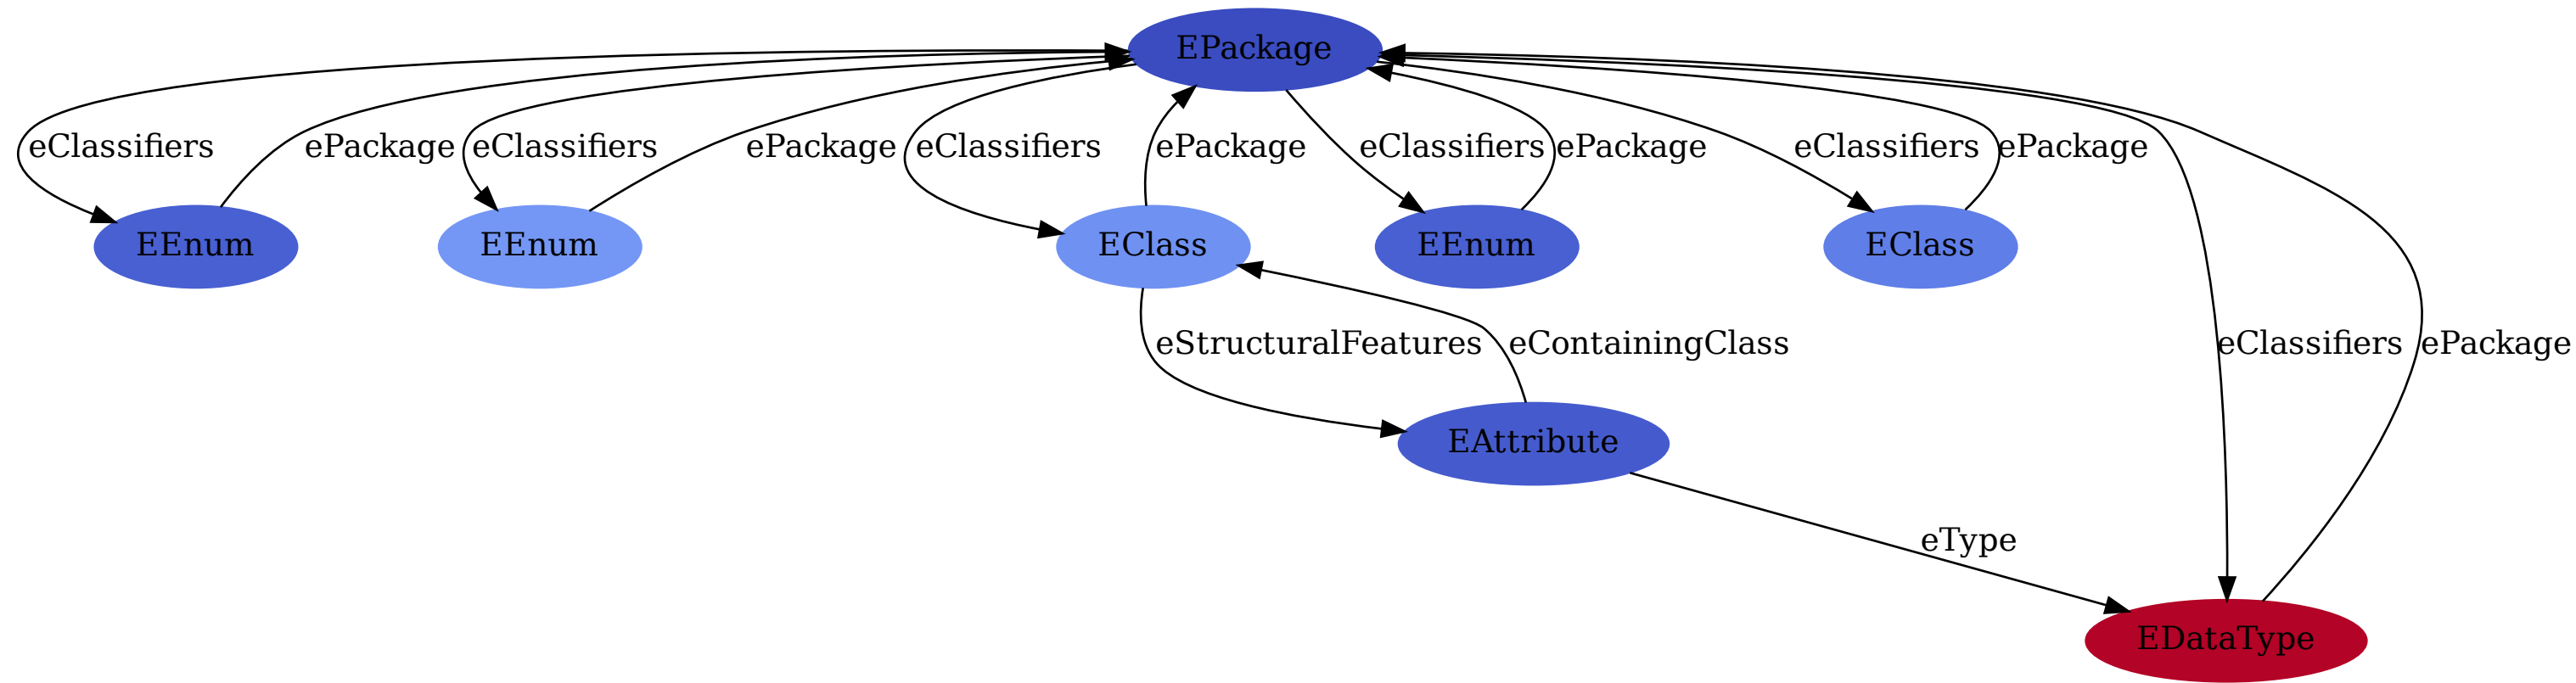 EPackage
eClassifiers
ePackage
eClassifiers
ePackage
eClassifiers
ePackage
eClassifiers
ePackage
eClassifiers
ePackage
EEnum
EEnum
EClass
EEnum
EClass
eStructuralFeatures
eContainingClass
eClassifiers
ePackage
EAttribute
eType
EDataType